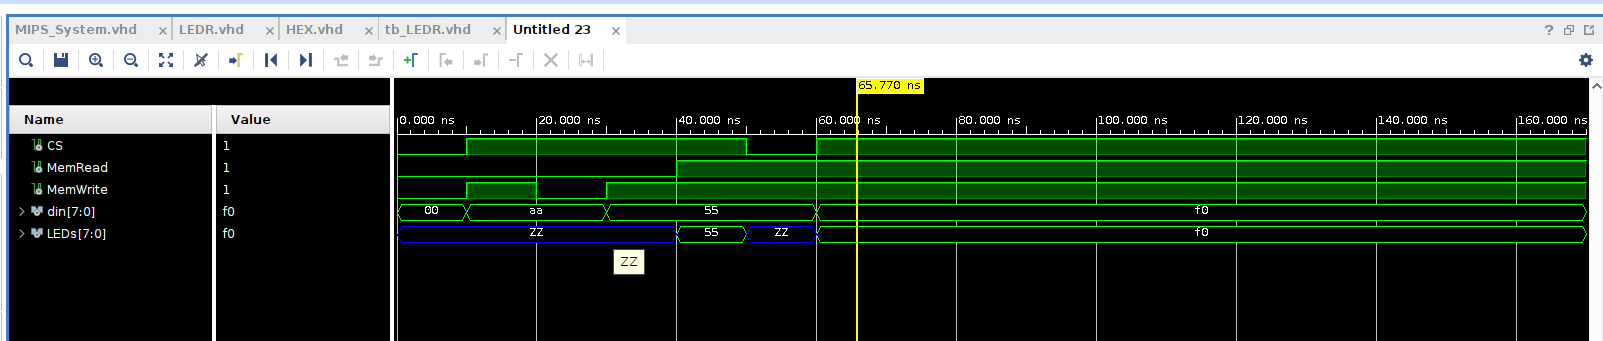 MIPS_System.vhd × LEDR.vhd × HEX.vhd × tb_LEDR.vhd × Untitled 23 ×
?
65.770 ns
Name Value
0.000 ns 20.000 ns 40.000 ns 60.000 ns 80.000 ns 100.000 ns 120.000 ns 140.000 ns 160.000 ns
CS 1
MemRead 1
MemWrite 1
din[7:0] f0 00 aa 55 f0
LEDs[7:0] f0 ZZ 55 ZZ f0
ZZ